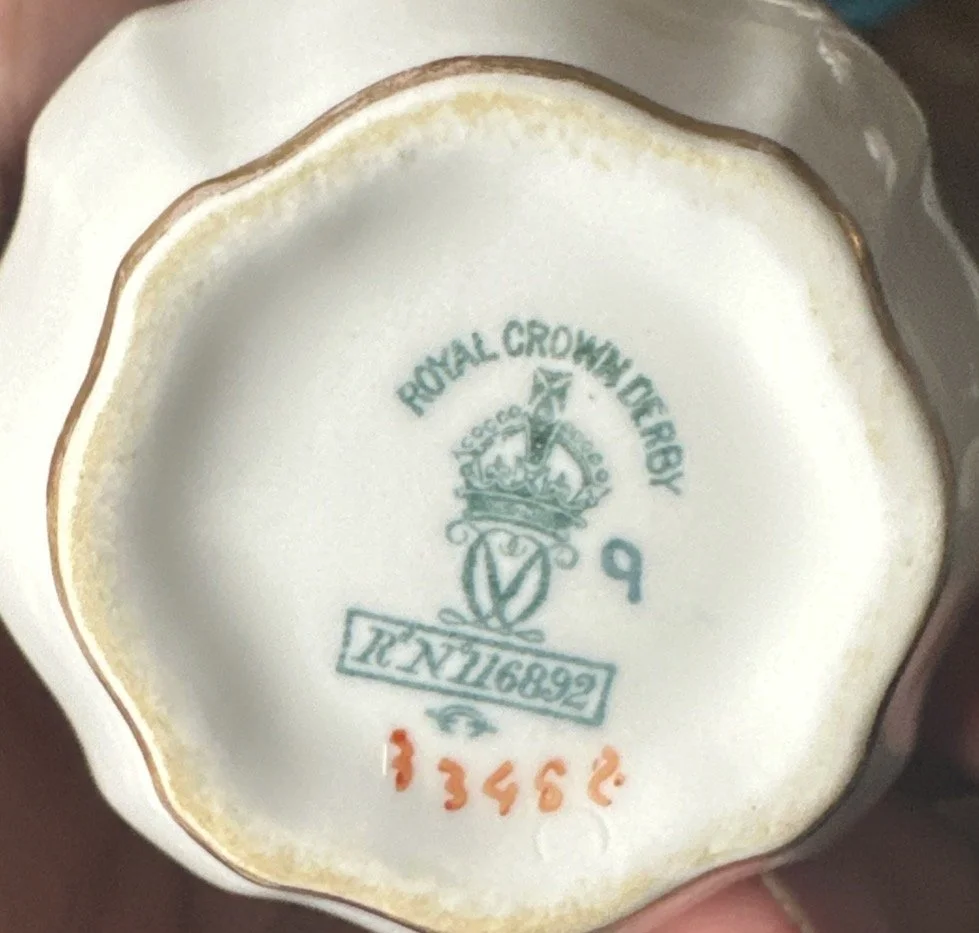 ROYAL CROWN DERBY
9
Rᵈ Nº 116892